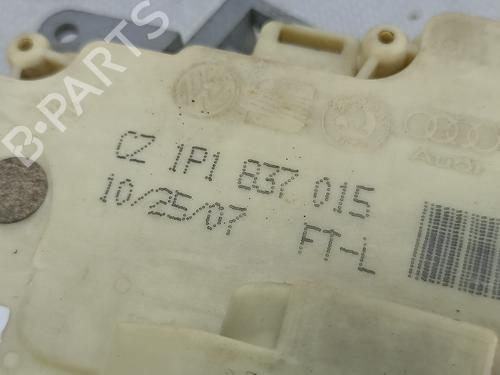 B-PARTS
Audi
CZ 1P1 837 015
10/25/07 FT-L